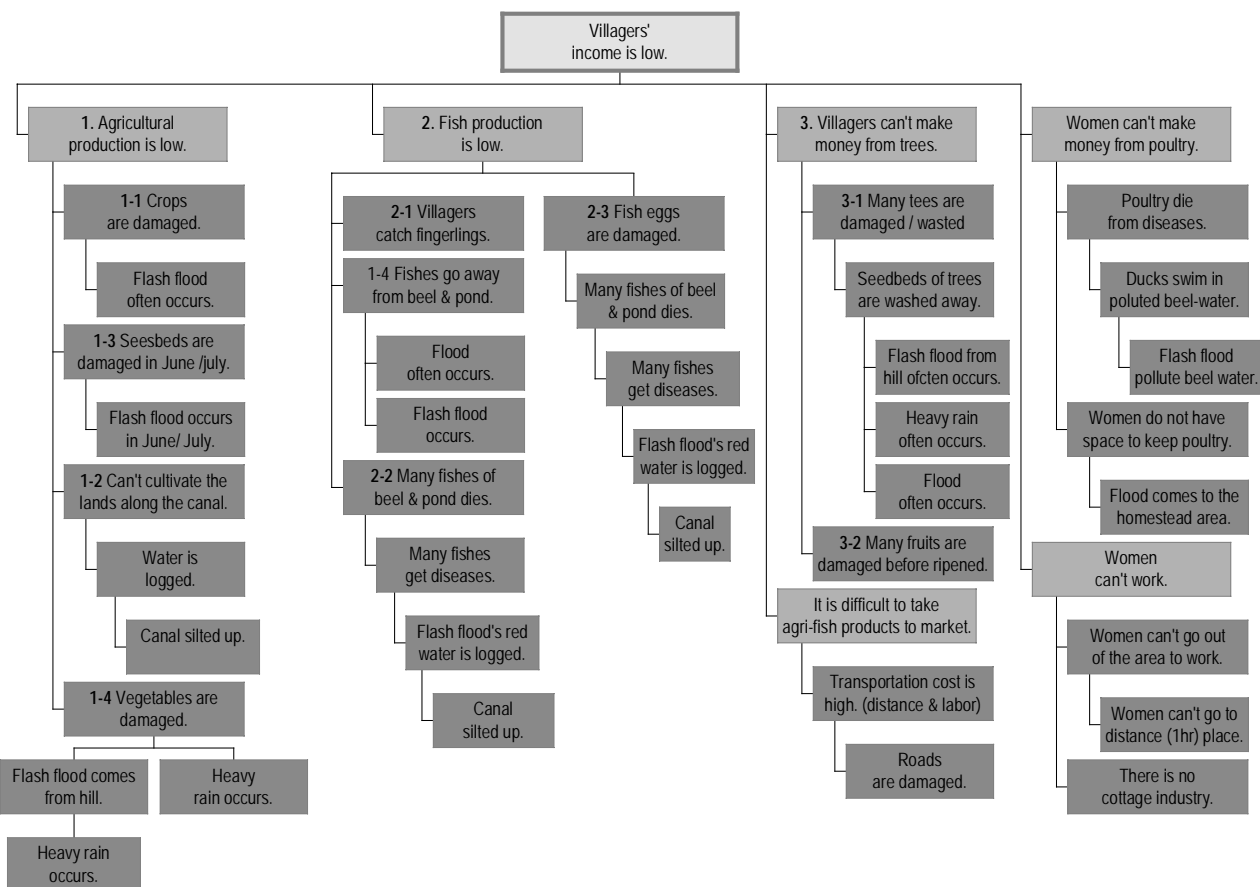 Villagers'
income is low.
1. Agricultural
production is low.
1-1 Crops
are damaged.
Flash flood
often occurs.
1-3 Seesbeds are
damaged in June /july.
Flash flood occurs
in June/ July.
1-2 Can't cultivate the
lands along the canal.
Water is
logged.
Canal silted up.
1-4 Vegetables are
damaged.
Flash flood comes
from hill.
Heavy rain
occurs.
Heavy
rain occurs.
2. Fish production
is low.
2-1 Villagers
catch fingerlings.
1-4 Fishes go away
from beel & pond.
Flood
often occurs.
Flash flood
occurs.
2-2 Many fishes of
beel & pond dies.
Many fishes
get diseases.
Flash flood's red
water is logged.
Canal
silted up.
2-3 Fish eggs
are damaged.
Many fishes of beel
& pond dies.
Many fishes
get diseases.
Flash flood's red
water is logged.
Canal
silted up.
3. Villagers can't make
money from trees.
3-1 Many tees are
damaged / wasted
Seedbeds of trees
are washed away.
Flash flood from
hill ofcten occurs.
Heavy rain
often occurs.
Flood
often occurs.
3-2 Many fruits are
damaged before ripened.
It is difficult to take
agri-fish products to market.
Transportation cost is
high. (distance & labor)
Roads
are damaged.
Women can't make
money from poultry.
Poultry die
from diseases.
Ducks swim in
poluted beel-water.
Flash flood
pollute beel water.
Women do not have
space to keep poultry.
Flood comes to the
homestead area.
Women
can't work.
Women can't go out
of the area to work.
Women can't go to
distance (1hr) place.
There is no
cottage industry.